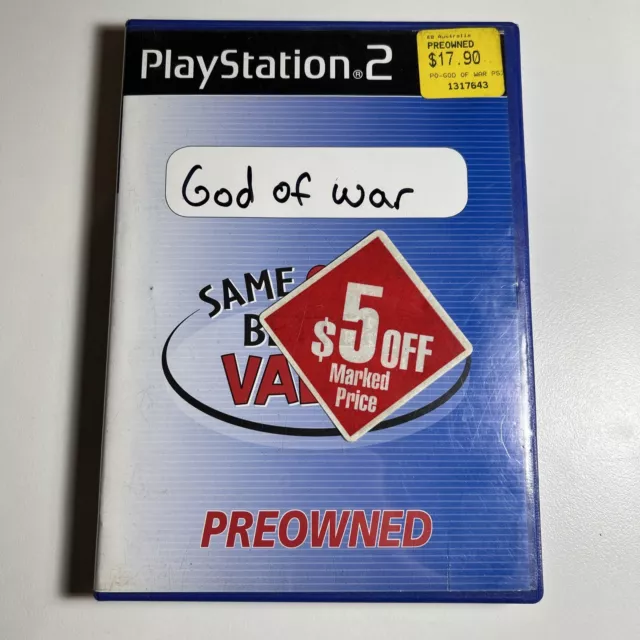 PlayStation®2
EB Australia
PREOWNED
$17.90
PO-GOD OF WAR PS2
1317643
God of war
SAME
VAL
$5 OFF
Marked
Price
PREOWNED